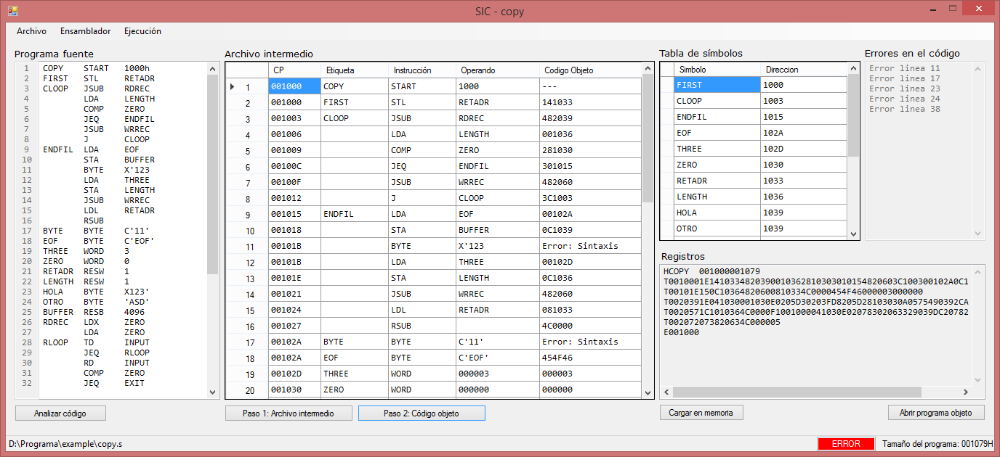 SIC - copy
Archivo Ensamblador Ejecución
Programa fuente
1 COPY START 1000h
2 FIRST STL RETADR
3 CLOOP JSUB RDREC
4 LDA LENGTH
5 COMP ZERO
6 JEQ ENDFIL
7 JSUB WRREC
8 J CLOOP
9 ENDFIL LDA EOF
10 STA BUFFER
11 BYTE X'123
12 LDA THREE
13 STA LENGTH
14 JSUB WRREC
15 LDL RETADR
16 RSUB
17 BYTE BYTE C'11'
18 EOF BYTE C'EOF'
19 THREE WORD 3
20 ZERO WORD 0
21 RETADR RESW 1
22 LENGTH RESW 1
23 HOLA BYTE X123'
24 OTRO BYTE 'ASD'
25 BUFFER RESB 4096
26 RDREC LDX ZERO
27 LDA ZERO
28 RLOOP TD INPUT
29 JEQ RLOOP
30 RD INPUT
31 COMP ZERO
32 JEQ EXIT
Analizar código
Archivo intermedio
CP Etiqueta Instrucción Operando Codigo Objeto
1 001000 COPY START 1000 ---
2 001000 FIRST STL RETADR 141033
3 001003 CLOOP JSUB RDREC 482039
4 001006 LDA LENGTH 001036
5 001009 COMP ZERO 281030
6 00100C JEQ ENDFIL 301015
7 00100F JSUB WRREC 482060
8 001012 J CLOOP 3C1003
9 001015 ENDFIL LDA EOF 00102A
10 001018 STA BUFFER 0C1039
11 00101B BYTE X'123 Error: Sintaxis
12 00101B LDA THREE 00102D
13 00101E STA LENGTH 0C1036
14 001021 JSUB WRREC 482060
15 001024 LDL RETADR 081033
16 001027 RSUB 4C0000
17 00102A BYTE BYTE C'11' Error: Sintaxis
18 00102A EOF BYTE C'EOF' 454F46
19 00102D THREE WORD 000003 000003
20 001030 ZERO WORD 000000 000000
Paso 1: Archivo intermedio Paso 2: Código objeto
Tabla de símbolos
Simbolo Direccion
FIRST 1000
CLOOP 1003
ENDFIL 1015
EOF 102A
THREE 102D
ZERO 1030
RETADR 1033
LENGTH 1036
HOLA 1039
OTRO 1039
Errores en el código
Error linea 11
Error linea 17
Error linea 23
Error linea 24
Error linea 38
Registros
HCOPY 001000001079
T0010001E1410334820390010362810303010154820603C100300102A0C1
T00101E150C10364820600810334C0000454F46000003000000
T0020391E041030001030E0205D30203FD8205D28103030A0575490392CA
T0020571C1010364C0000F1001000041030E02078302063329039DC20782
T002072073820634C000005
E001000
Cargar en memoria Abrir programa objeto
D:\Programa\example\copy.s ERROR Tamaño del programa: 001079H